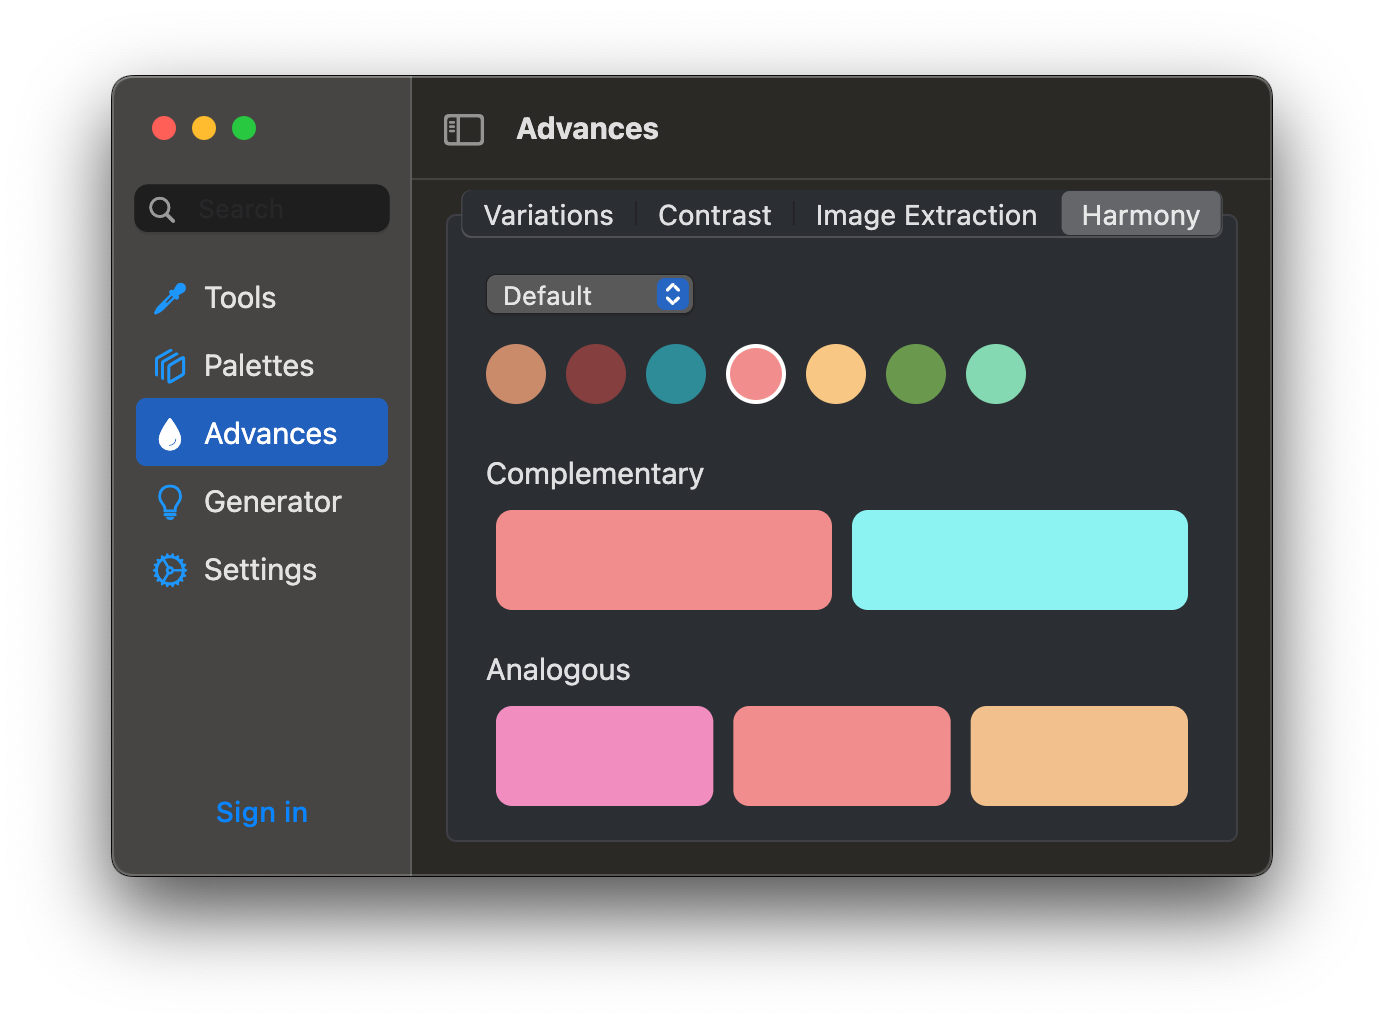 Advances
Search
Variations
Contrast
Image Extraction
Harmony
Tools
Palettes
Advances
Generator
Settings
Sign in
Default
Complementary
Analogous